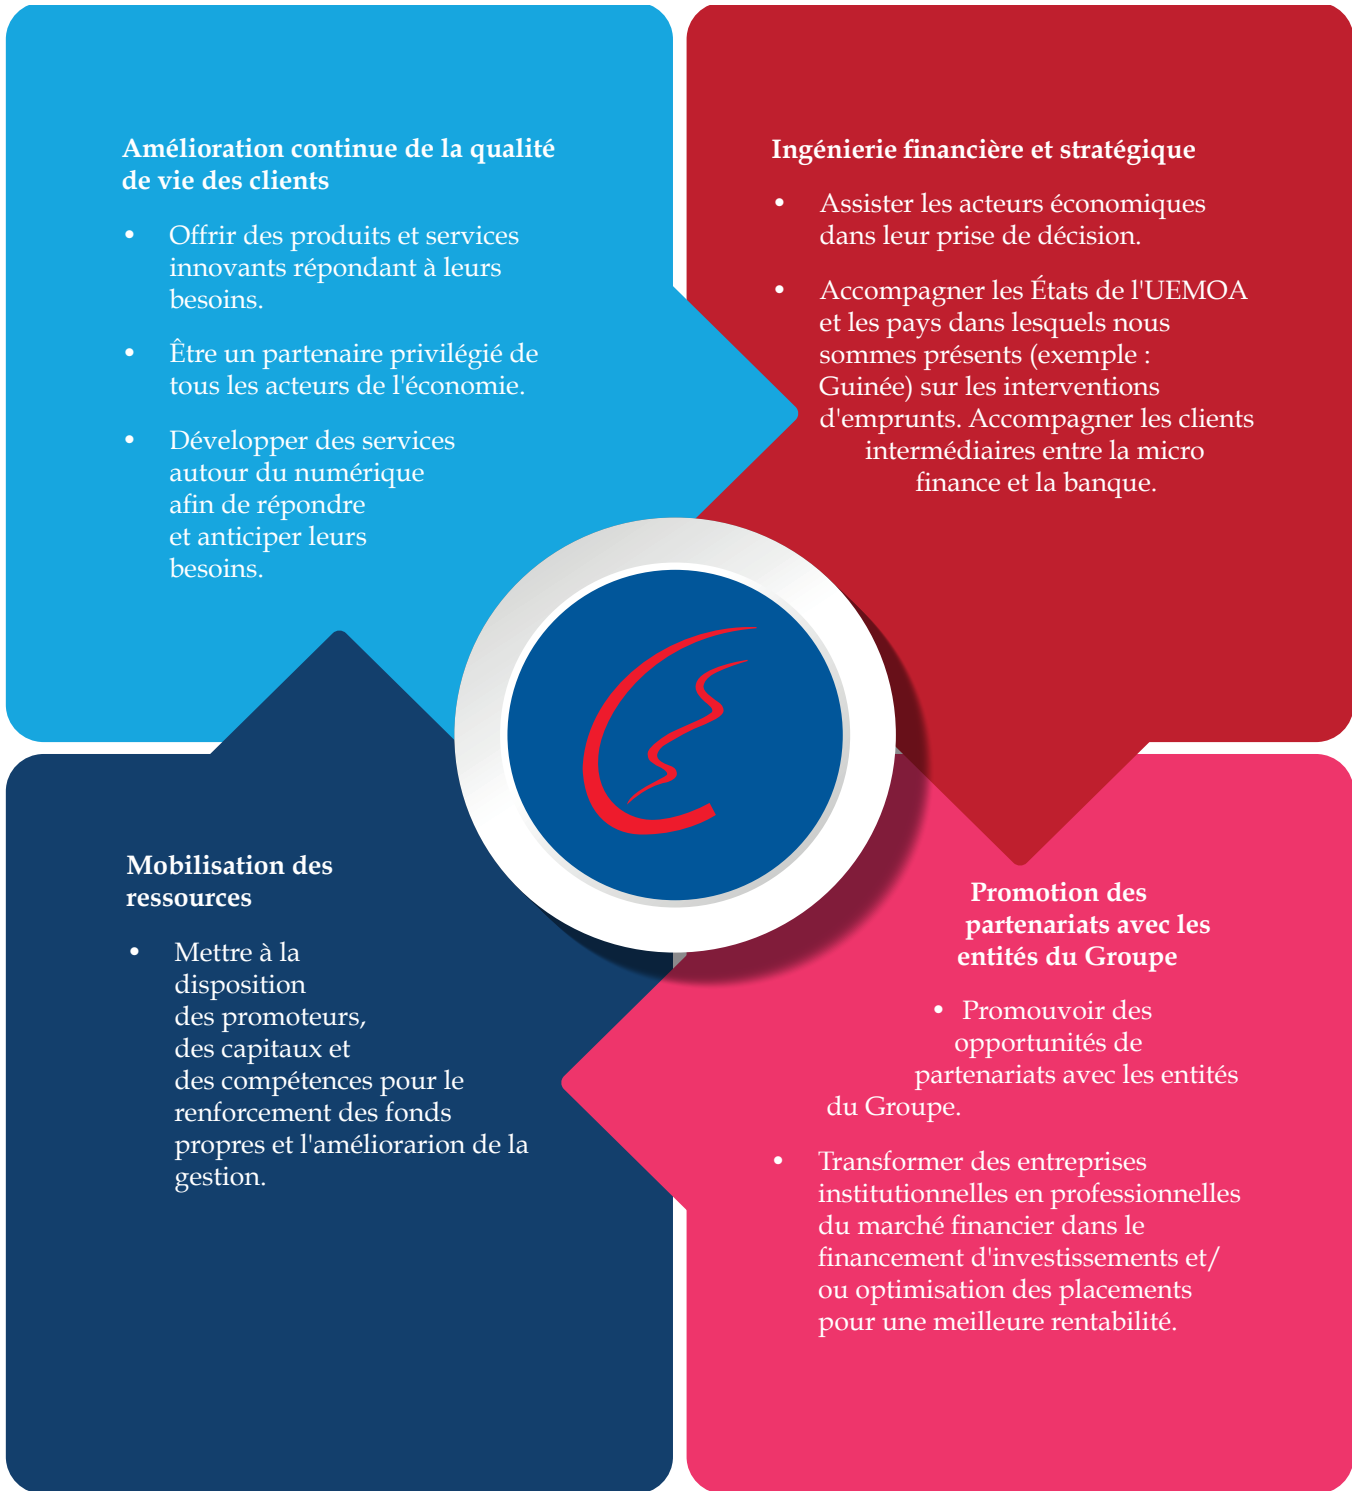 Amélioration continue de la qualité
de vie des clients
• Offrir des produits et services
innovants répondant à leurs
besoins.
• Être un partenaire privilégié de
tous les acteurs de l'économie.
• Développer des services
autour du numérique
afin de répondre
et anticiper leurs
besoins.
Ingénierie financière et stratégique
• Assister les acteurs économiques
dans leur prise de décision.
• Accompagner les États de l'UEMOA
et les pays dans lesquels nous
sommes présents (exemple :
Guinée) sur les interventions
d'emprunts. Accompagner les clients
intermédiaires entre la micro
finance et la banque.
Mobilisation des
ressources
• Mettre à la
disposition
des promoteurs,
des capitaux et
des compétences pour le
renforcement des fonds
propres et l'améliorarion de la
gestion.
Promotion des
partenariats avec les
entités du Groupe
• Promouvoir des
opportunités de
partenariats avec les entités
du Groupe.
• Transformer des entreprises
institutionnelles en professionnelles
du marché financier dans le
financement d'investissements et/
ou optimisation des placements
pour une meilleure rentabilité.